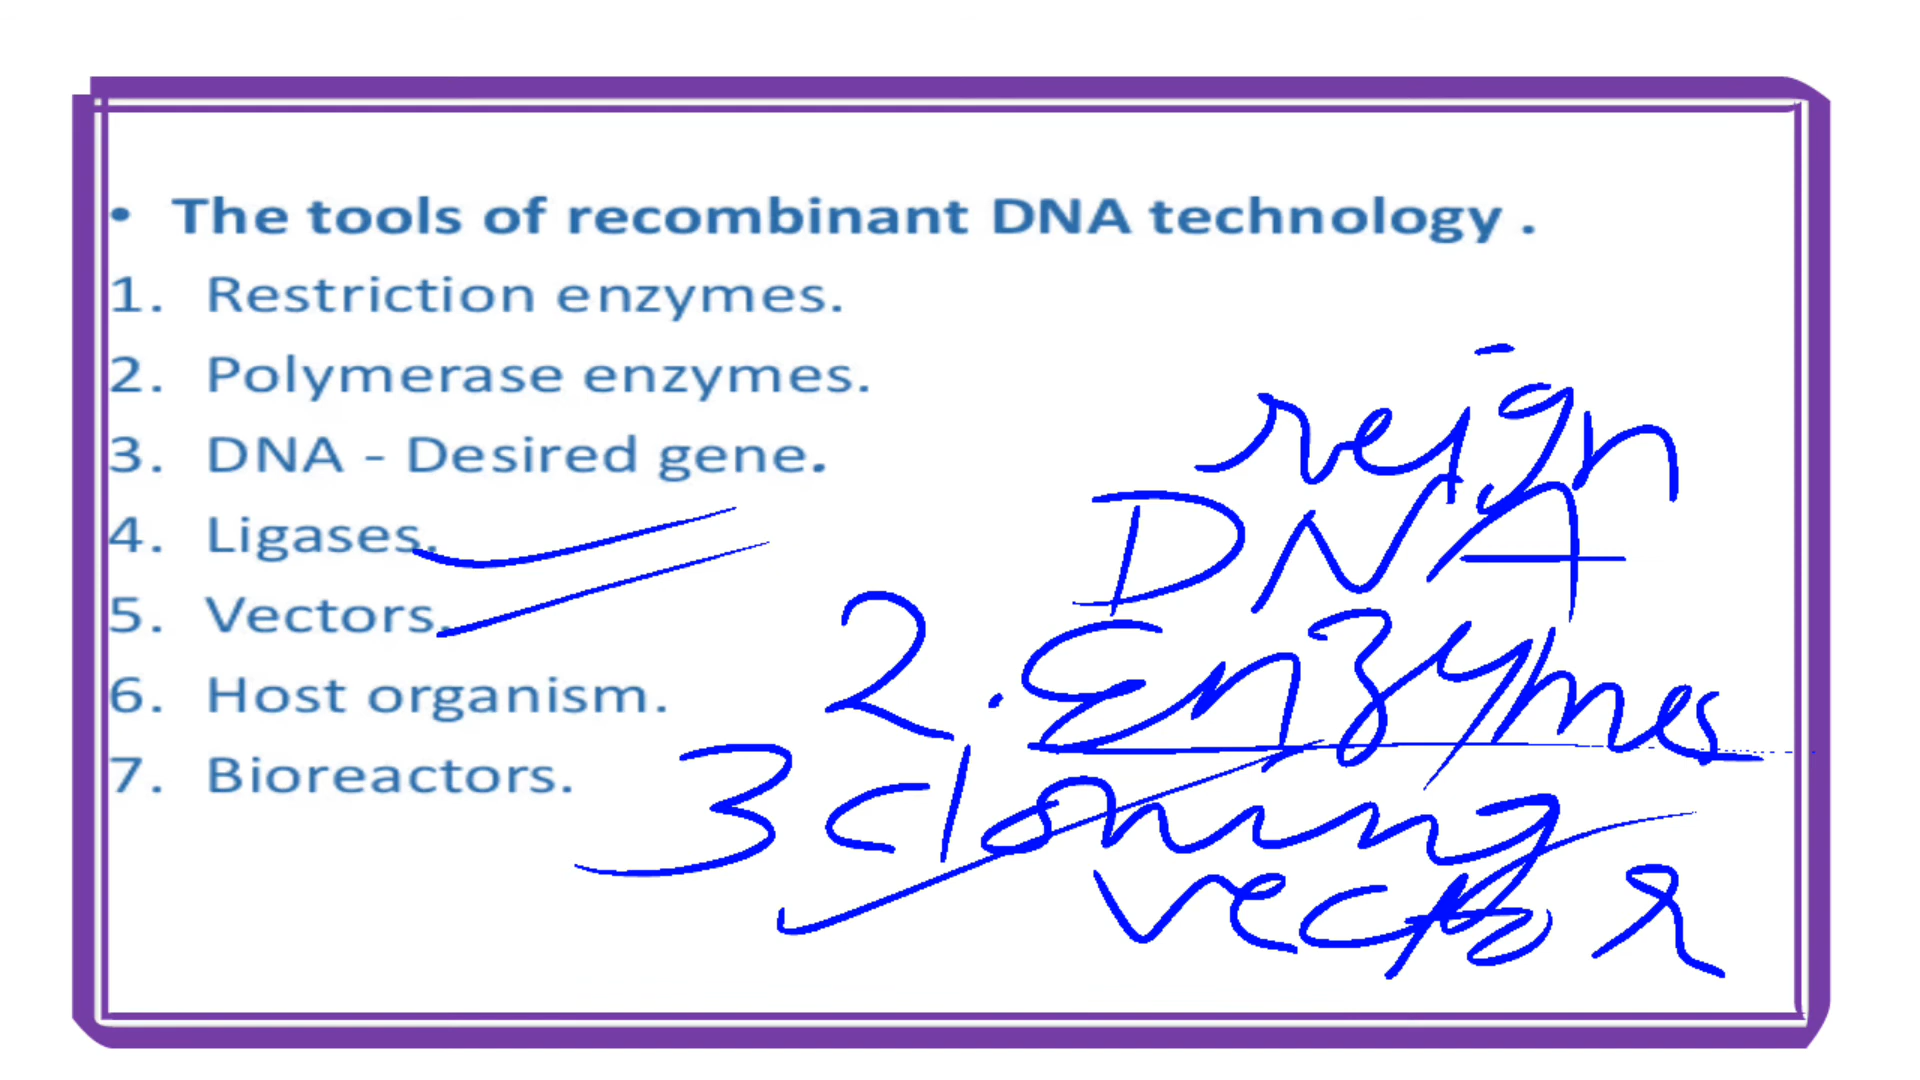 • The tools of recombinant DNA technology .
1. Restriction enzymes.
2. Polymerase enzymes.
3. DNA - Desired gene.
4. Ligases.
5. Vectors.
6. Host organism.
7. Bioreactors.
reign
DNA
2. Enzymes
3 cloning
vector